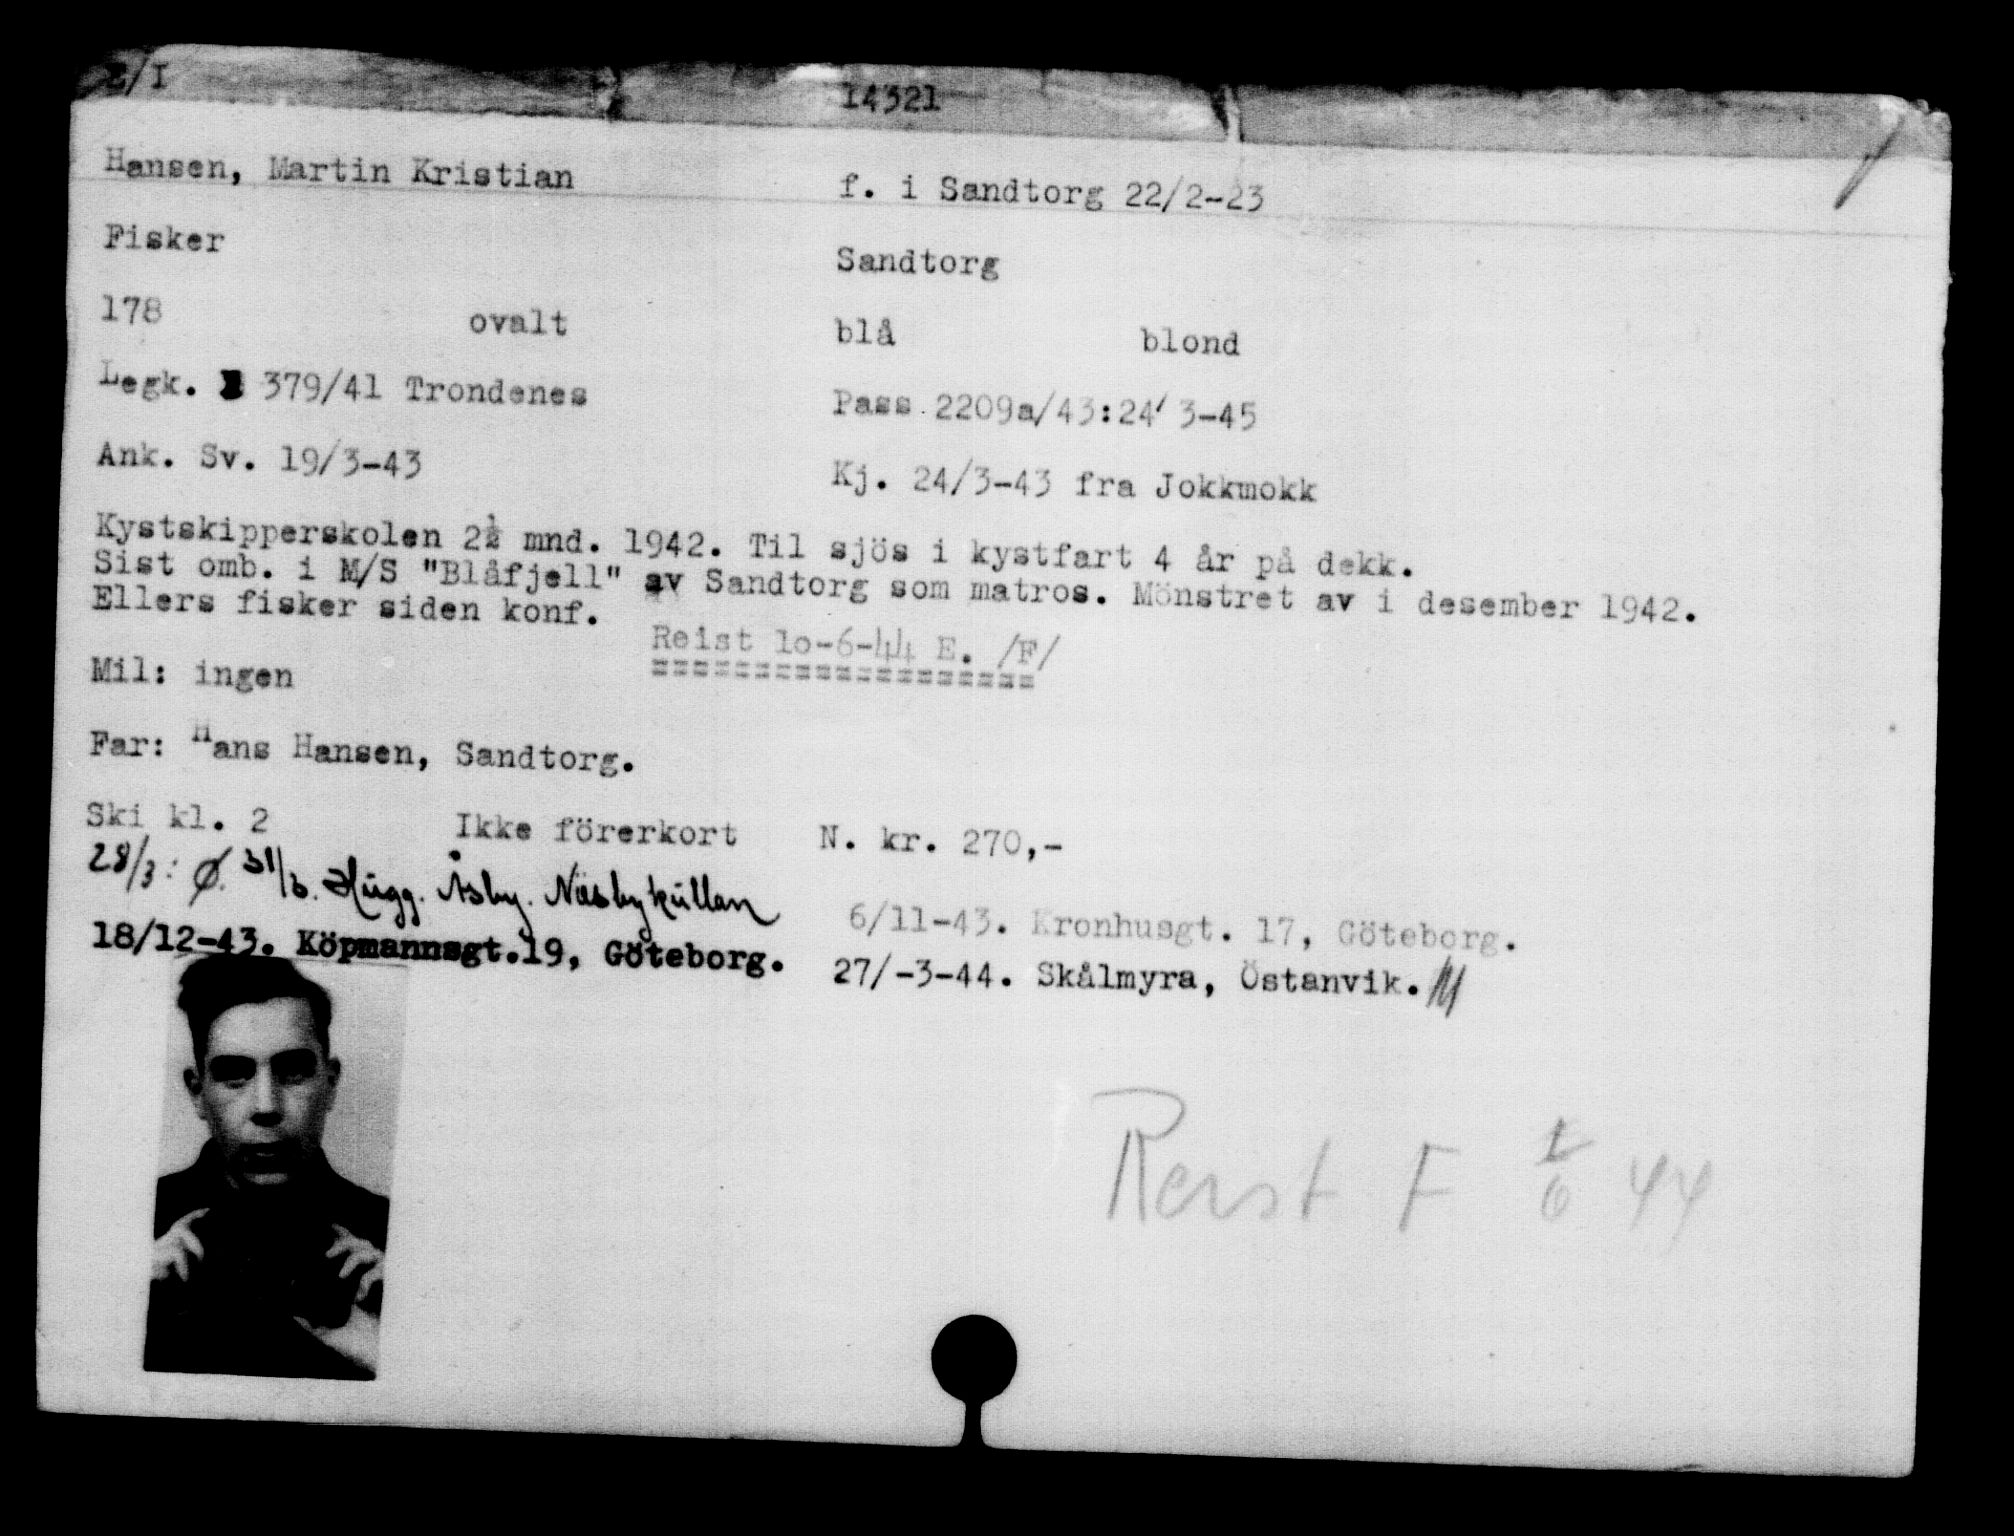 14321
Hansen, Martin Kristian f. i Sandtorg 22/2-23
Fisker Sandtorg
178 ovalt blå blond
Legk. 379/41 Trondenes Pass 2209a/43:24/3-45
Ank. Sv. 19/3-43 Kj. 24/3-43 fra Jokkmokk
Kystskipperskolen 2½ mnd. 1942. Til sjös i kystfart 4 år på dekk.
Sist omb. i M/S "Blåfjell" av Sandtorg som matros. Mönstret av i desember 1942.
Ellers fisker siden konf.
Reist 10-6-44 E. /F/
==================
Mil: ingen
Far: Hans Hansen, Sandtorg.
Ski kl. 2 Ikke förerkort N. kr. 270,-
28/3: Ø. 31/3. Hugg. Åsby. Näsbykullan
6/11-43. Kronhusgt. 17, Göteborg.
18/12-43. Köpmannsgt.19, Göteborg.
27/-3-44. Skålmyra, Östanvik.
Reist F 1/6 44